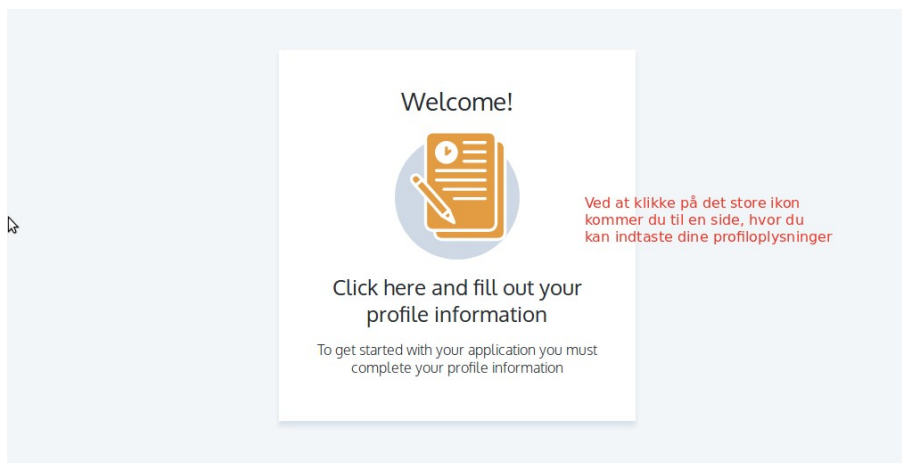 Welcome!
Ved at klikke på det store ikon
kommer du til en side, hvor du
kan indtaste dine profiloplysninger
Click here and fill out your
profile information
To get started with your application you must
complete your profile information